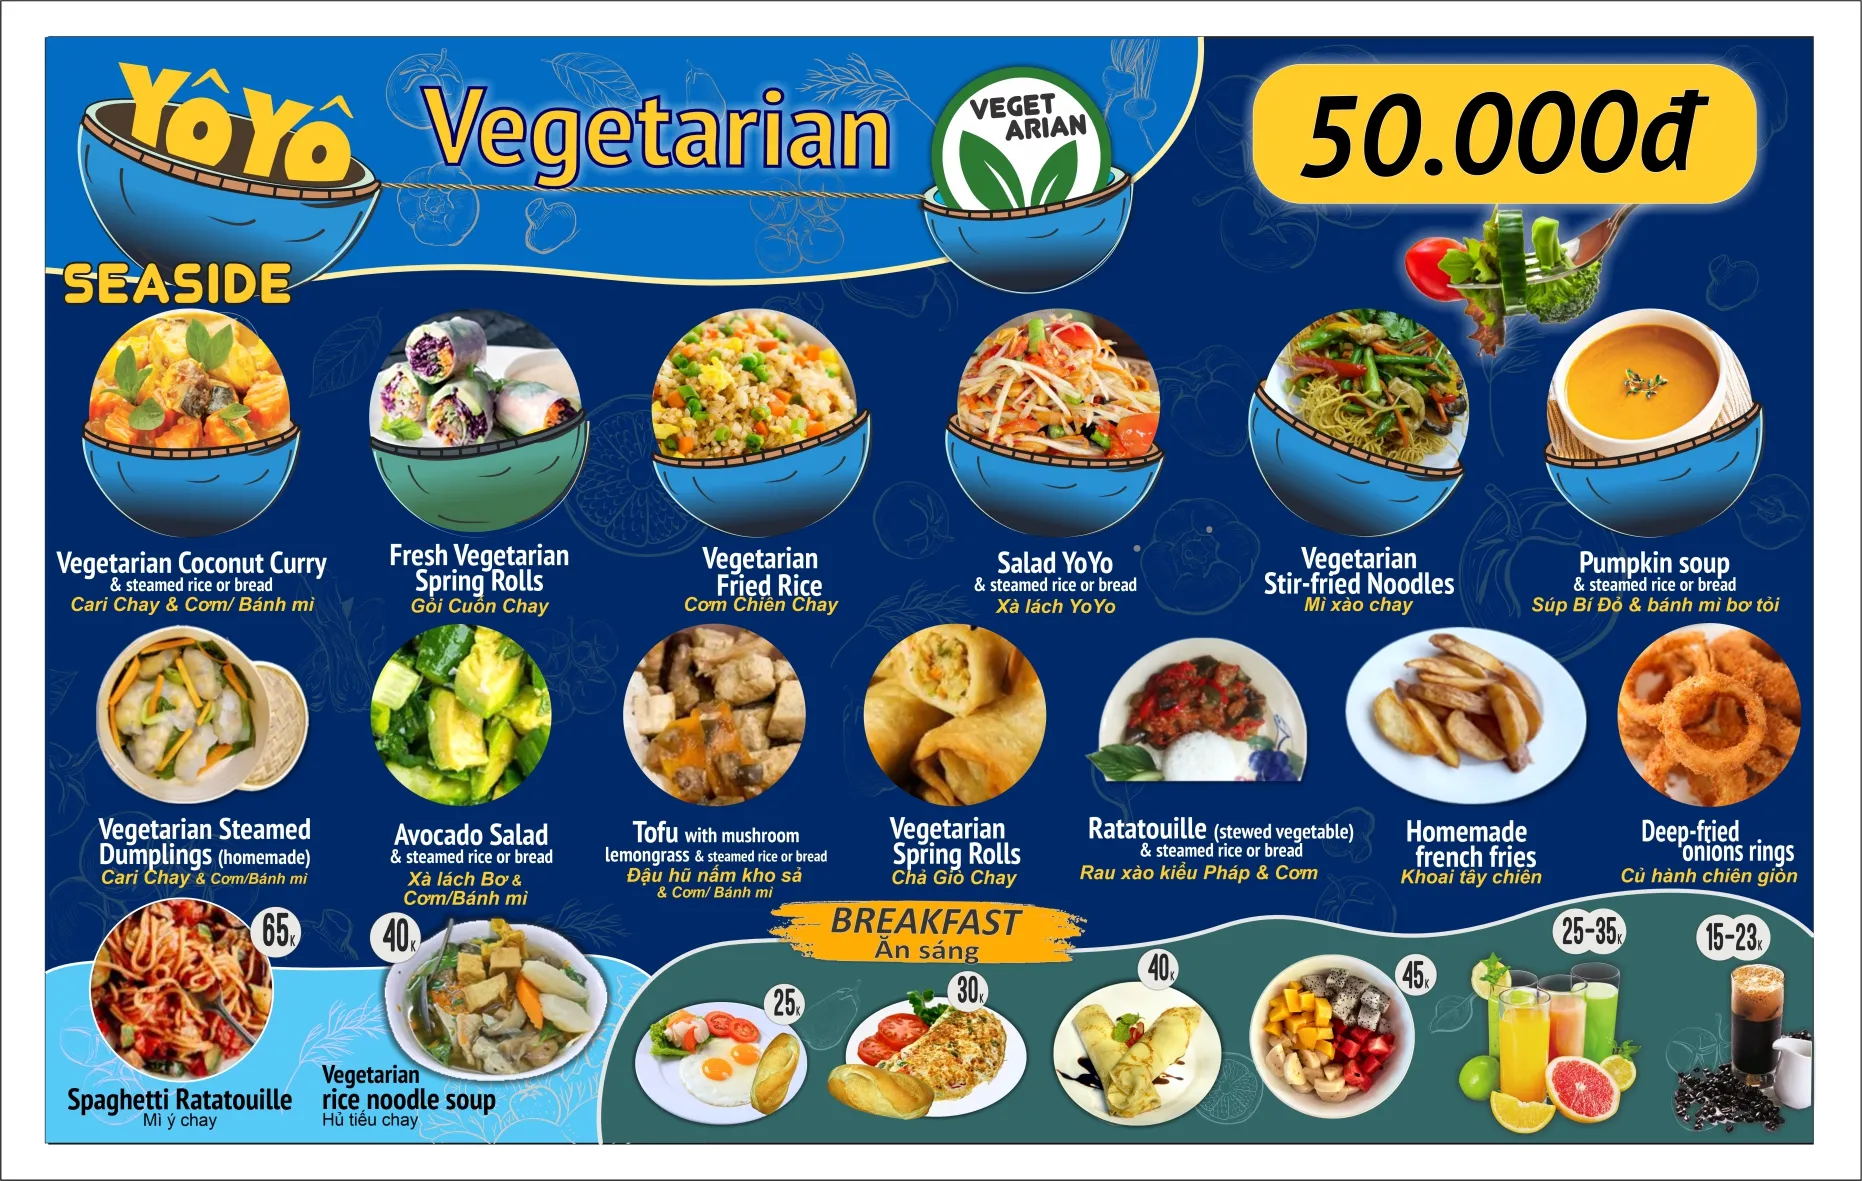 YôYô
SEASIDE
Vegetarian
VEGET
ARIAN
50.000đ
Vegetarian Coconut Curry
& steamed rice or bread
Cari Chay & Cơm/ Bánh mì
Fresh Vegetarian
Spring Rolls
Gỏi Cuốn Chay
Vegetarian
Fried Rice
Cơm Chiên Chay
Salad YoYo
& steamed rice or bread
Xà lách YoYo
Vegetarian
Stir-fried Noodles
Mì xào chay
Pumpkin soup
& steamed rice or bread
Súp Bí Đỏ & bánh mì bơ tỏi
Vegetarian Steamed
Dumplings (homemade)
Cari Chay & Cơm/Bánh mì
Avocado Salad
& steamed rice or bread
Xà lách Bơ &
Cơm/Bánh mì
Tofu with mushroom
lemongrass & steamed rice or bread
Đậu hũ nấm kho sả
& Cơm/ Bánh mì
Vegetarian
Spring Rolls
Chả Giò Chay
Ratatouille (stewed vegetable)
& steamed rice or bread
Rau xào kiểu Pháp & Cơm
Homemade
french fries
Khoai tây chiên
Deep-fried
onions rings
Củ hành chiên giòn
65K
Spaghetti Ratatouille
Mì ý chay
40K
Vegetarian
rice noodle soup
Hủ tiếu chay
BREAKFAST
Ăn sáng
25K
30K
40K
45K
25-35K
15-23K